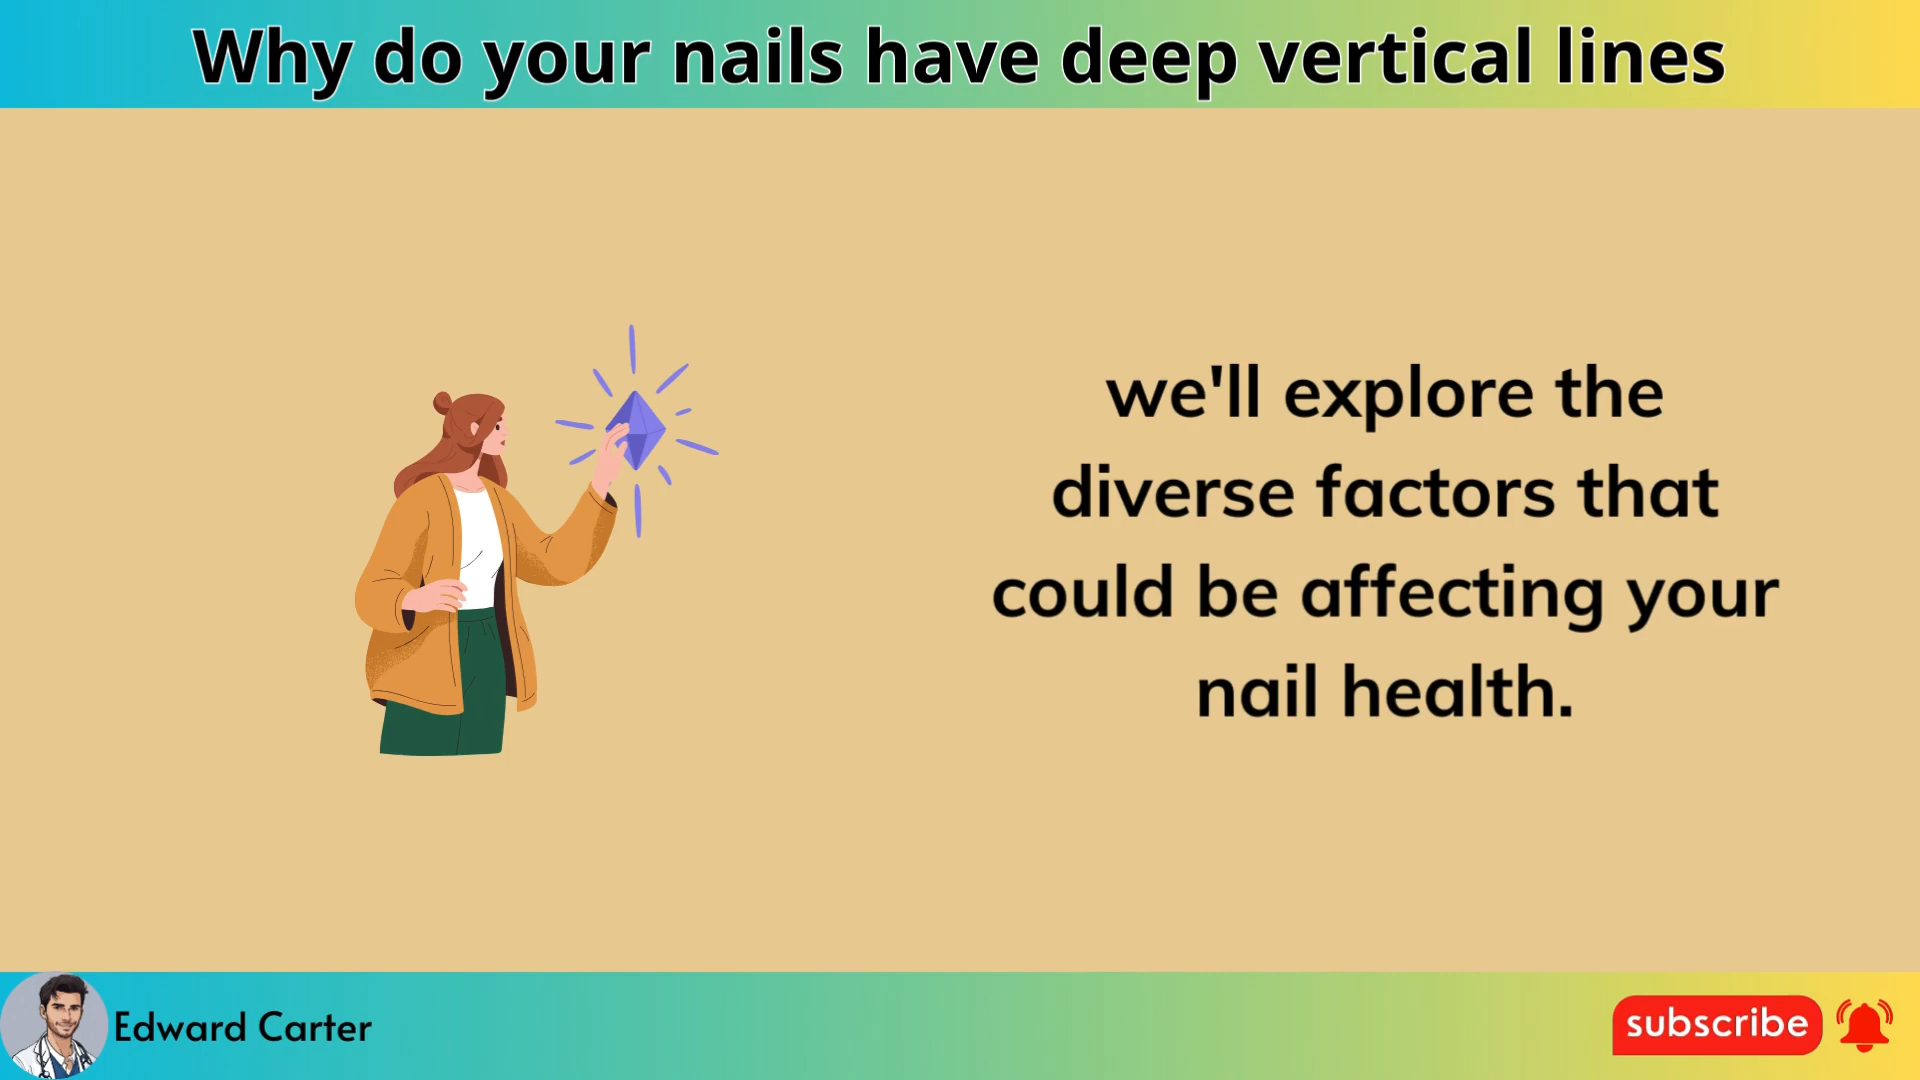 Why do your nails have deep vertical lines
we'll explore the
diverse factors that
could be affecting your
nail health.
Edward Carter
subscribe